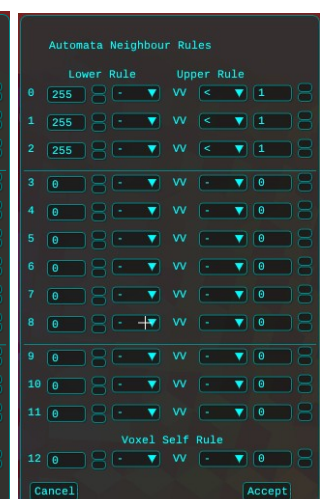 Automata Neighbour Rules
Lower Rule Upper Rule
0 255 - VV < 1
1 255 - VV < 1
2 255 - VV < 1
3 0 - VV - 0
4 0 - VV - 0
5 0 - VV - 0
6 0 - VV - 0
7 0 - VV - 0
8 0 - VV - 0
9 0 - VV - 0
10 0 - VV - 0
11 0 - VV - 0
Voxel Self Rule
12 0 - VV - 0
Cancel Accept